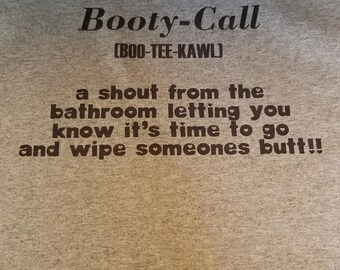 Booty-Call
(BOO-TEE-KAWL)
a shout from the
bathroom letting you
know it's time to go
and wipe someones butt!!